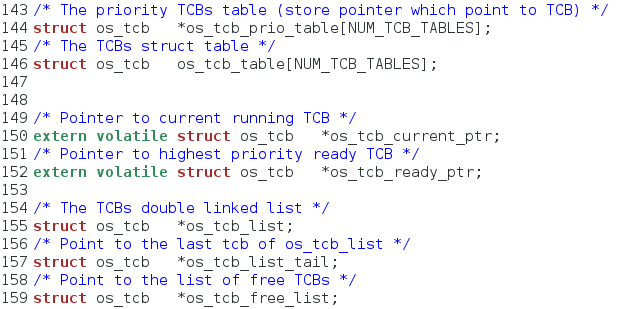 143 /* The priority TCBs table (store pointer which point to TCB) */
144 struct os_tcb   *os_tcb_prio_table[NUM_TCB_TABLES];
145 /* The TCBs struct table */
146 struct os_tcb   os_tcb_table[NUM_TCB_TABLES];
147
148
149 /* Pointer to current running TCB */
150 extern volatile struct os_tcb   *os_tcb_current_ptr;
151 /* Pointer to highest priority ready TCB */
152 extern volatile struct os_tcb   *os_tcb_ready_ptr;
153
154 /* The TCBs double linked list */
155 struct os_tcb   *os_tcb_list;
156 /* Point to the last tcb of os_tcb_list */
157 struct os_tcb   *os_tcb_list_tail;
158 /* Point to the list of free TCBs */
159 struct os_tcb   *os_tcb_free_list;